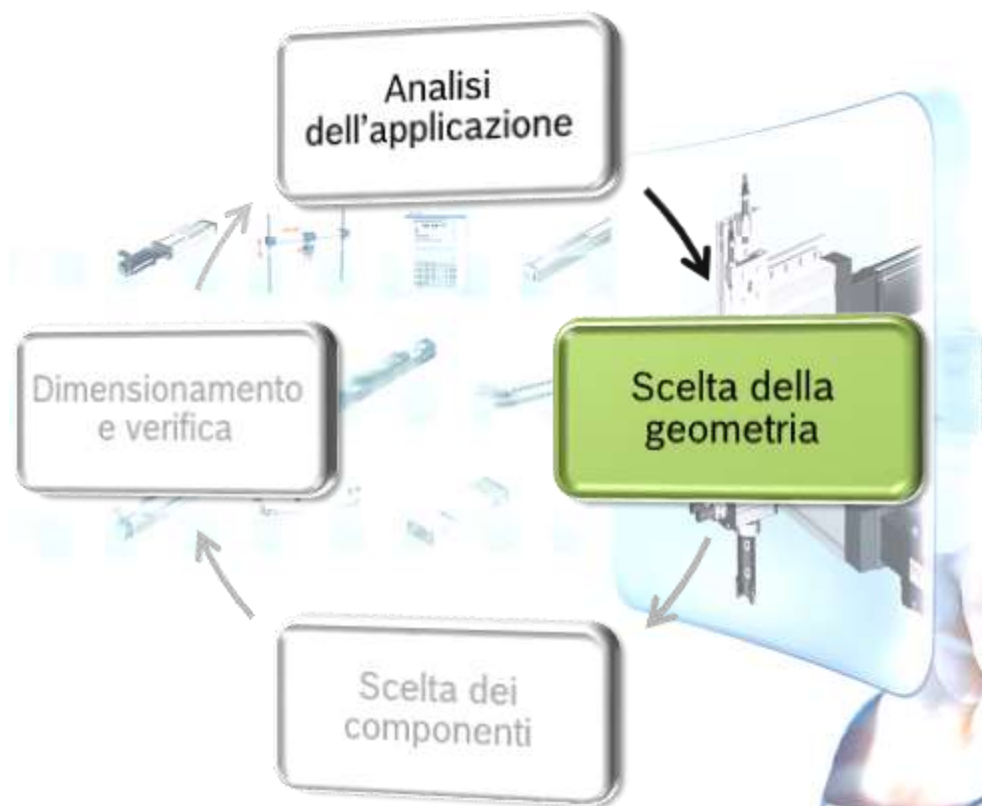 Analisi
dell'applicazione
Scelta della
geometria
Scelta dei
componenti
Dimensionamento
e verifica